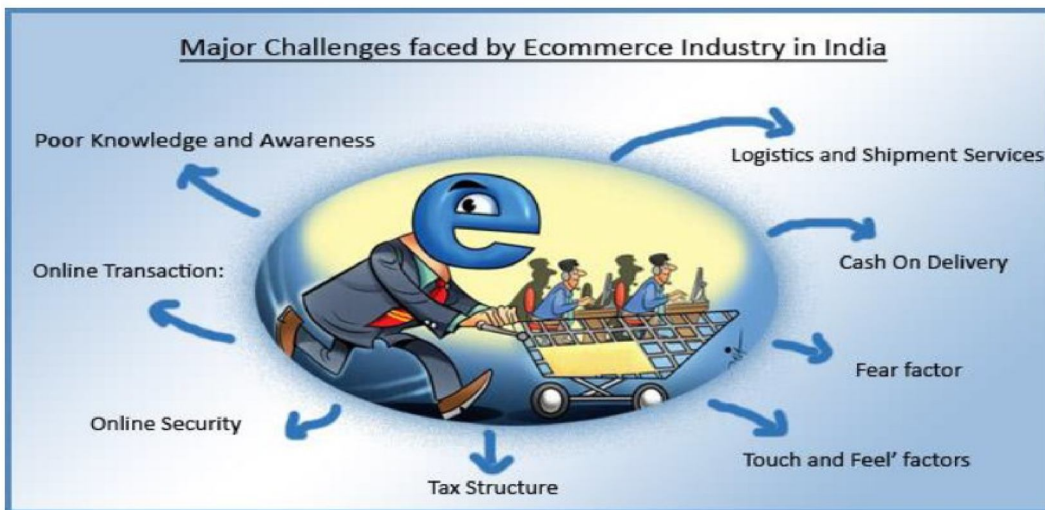 Major Challenges faced by Ecommerce Industry in India
Poor Knowledge and Awareness
Logistics and Shipment Services
Online Transaction:
Cash On Delivery
Fear factor
Online Security
Touch and Feel’ factors
Tax Structure